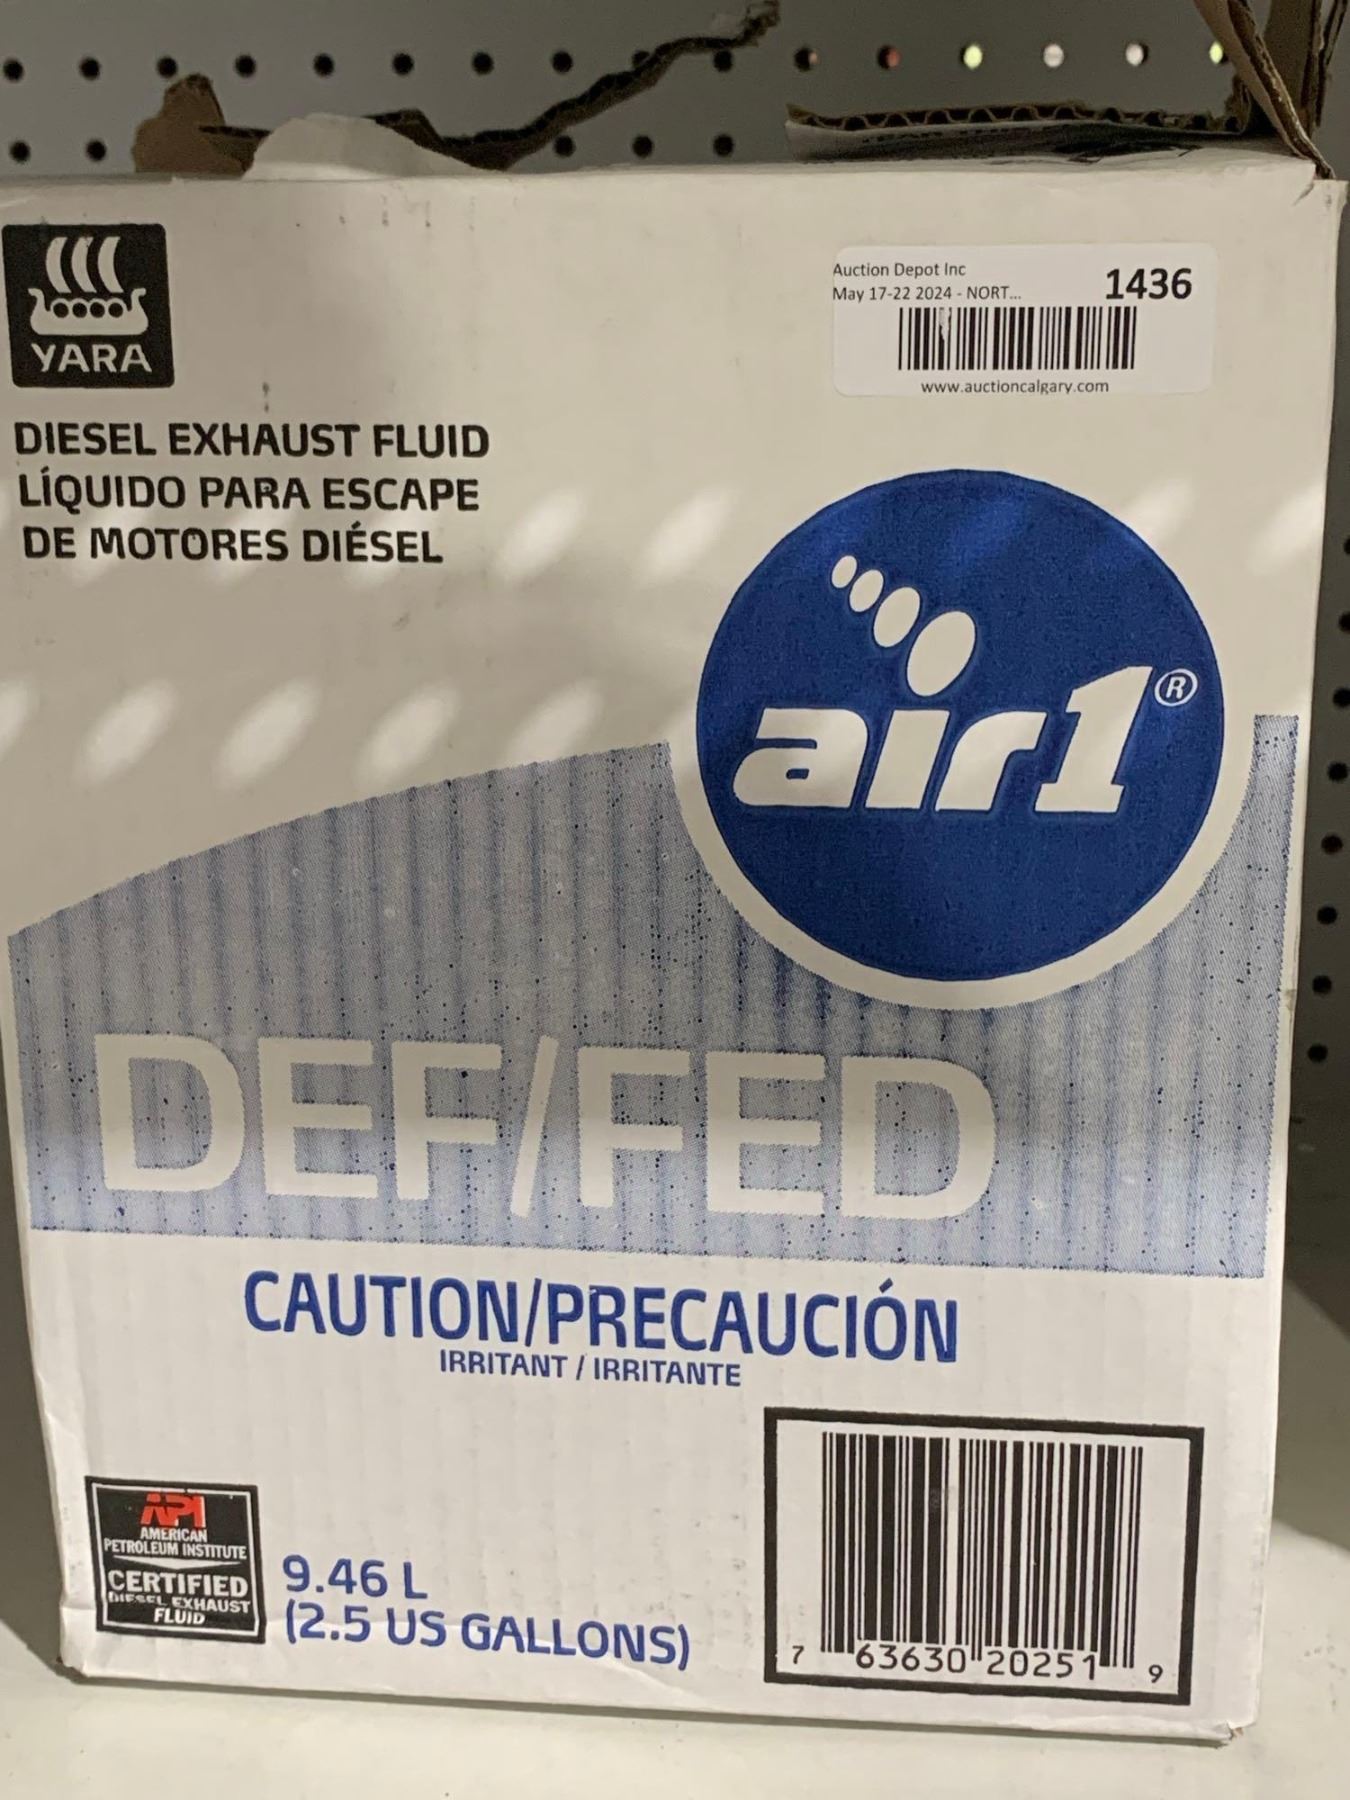 YARA
DIESEL EXHAUST FLUID
LÍQUIDO PARA ESCAPE
DE MOTORES DIÉSEL
Auction Depot Inc
May 17-22 2024 - NORT...
1436
www.auctioncalgary.com
air1®
DEF/FED
CAUTION/PRECAUCIÓN
IRRITANT / IRRITANTE
API
AMERICAN
PETROLEUM INSTITUTE
CERTIFIED
DIESEL EXHAUST
FLUID
9.46 L
(2.5 US GALLONS)
7 63630 20251 9